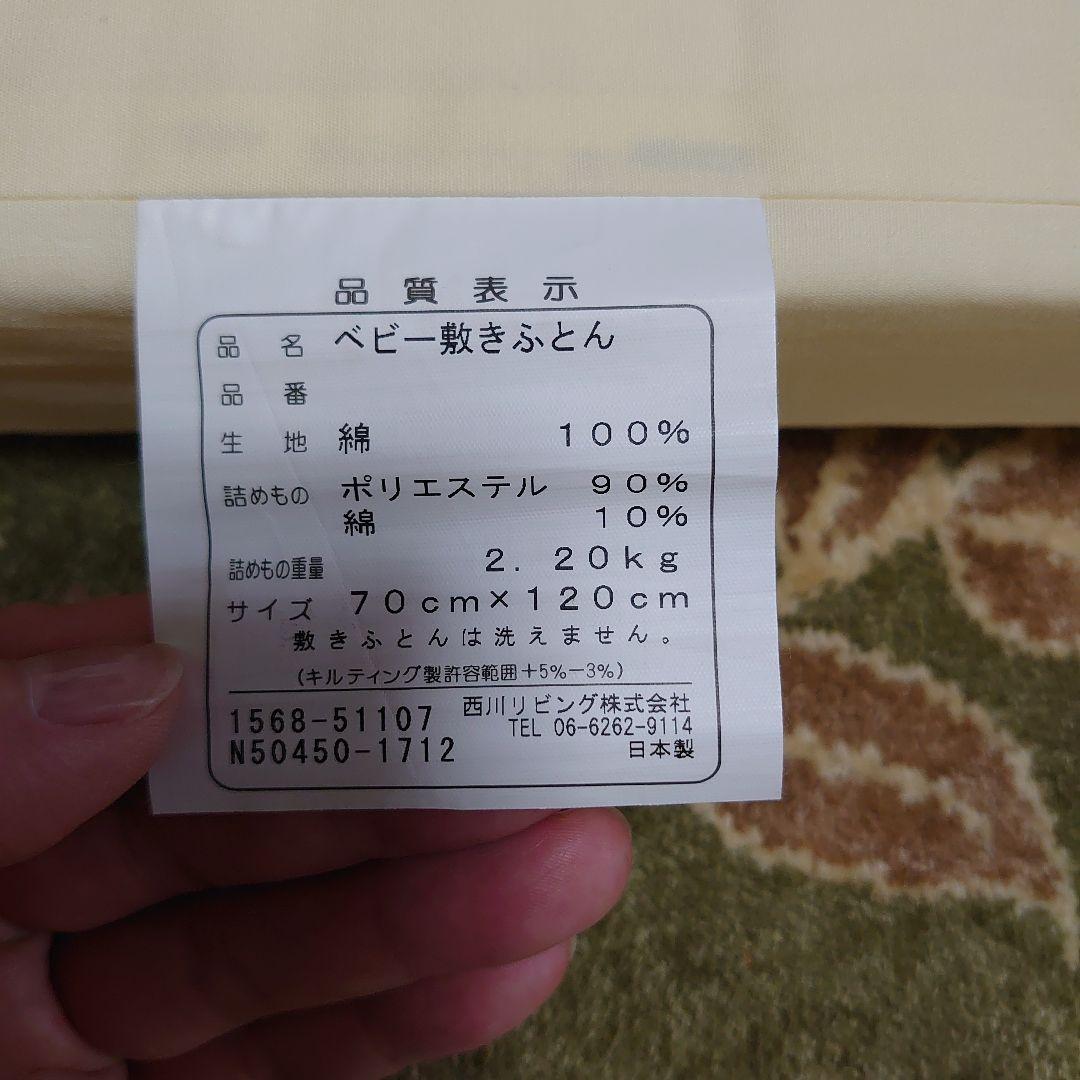 品質表示
品名 ベビー敷きふとん
品番
生地 綿 100%
詰めもの ポリエステル 90%
綿 10%
詰めもの重量 2.20kg
サイズ 70cm×120cm
敷きふとんは洗えません。
(キルティング製許容範囲+5%-3%)
西川リビング株式会社
1568-51107 TEL 06-6262-9114
N50450-1712 日本製